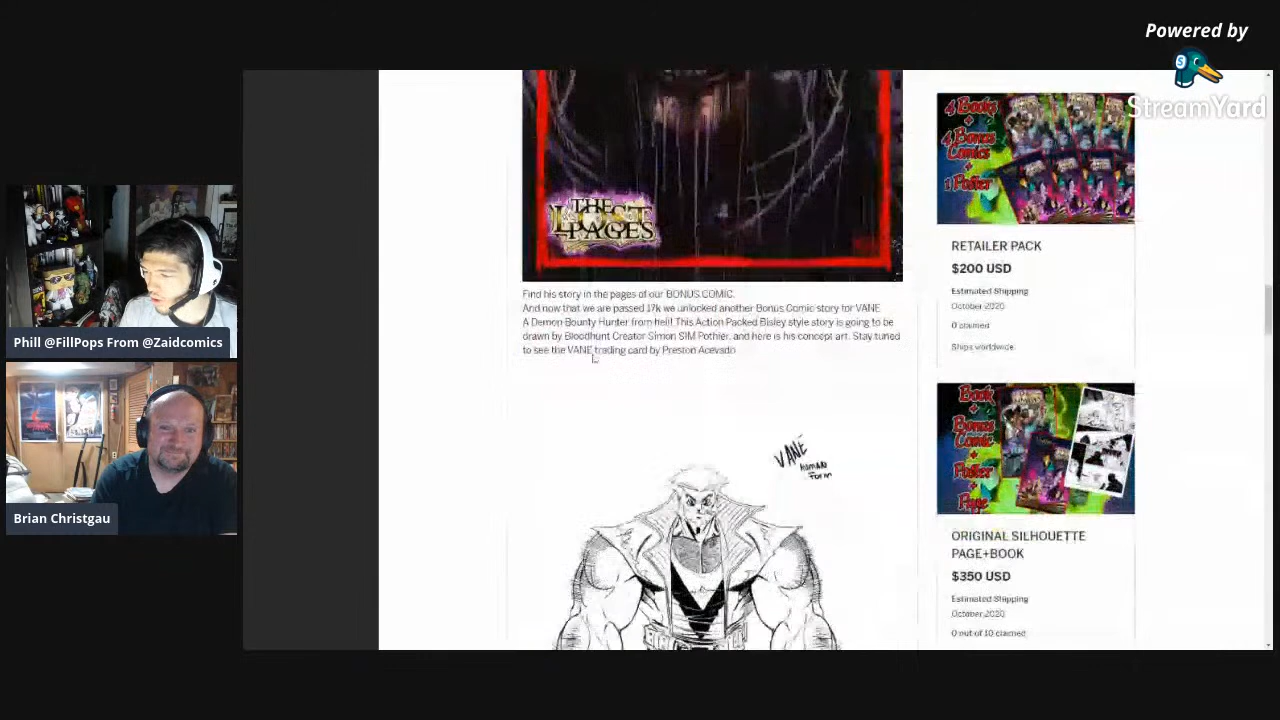 Powered by
StreamYard
Phill @FillPops From @Zaidcomics
Brian Christgau
THE
LOST
PAGES
Find his story in the pages of our BONUS COMIC.
And now that we are passed 17k we unlocked another Bonus Comic story for VANE
A Demon Bounty Hunter from hell! This Action Packed Bisley style story is going to be
drawn by Bloodhunt Creator Simon SIM Pothier, and here is his concept art. Stay tuned
to see the VANE trading card by Preston Acevado
VANE
Human
Form
4 Books
+
4 Bonus
Comics
+
1 Poster
RETAILER PACK
$200 USD
Estimated Shipping
October 2020
0 claimed
Ships worldwide
Book
+
Bonus
Comic
+
Poster
+
Page
ORIGINAL SILHOUETTE
PAGE+BOOK
$350 USD
Estimated Shipping
October 2020
0 out of 10 claimed